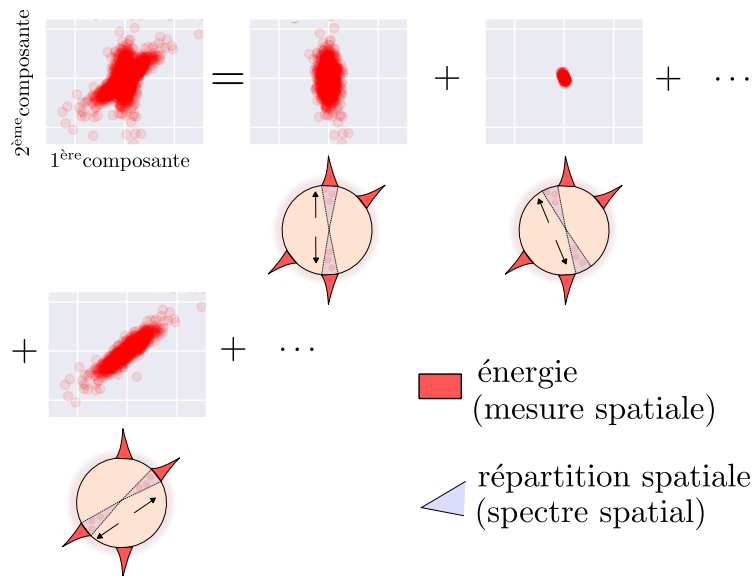 2ème composante
1ère composante
= + + ...
+ + ...
énergie
(mesure spatiale)
répartition spatiale
(spectre spatial)